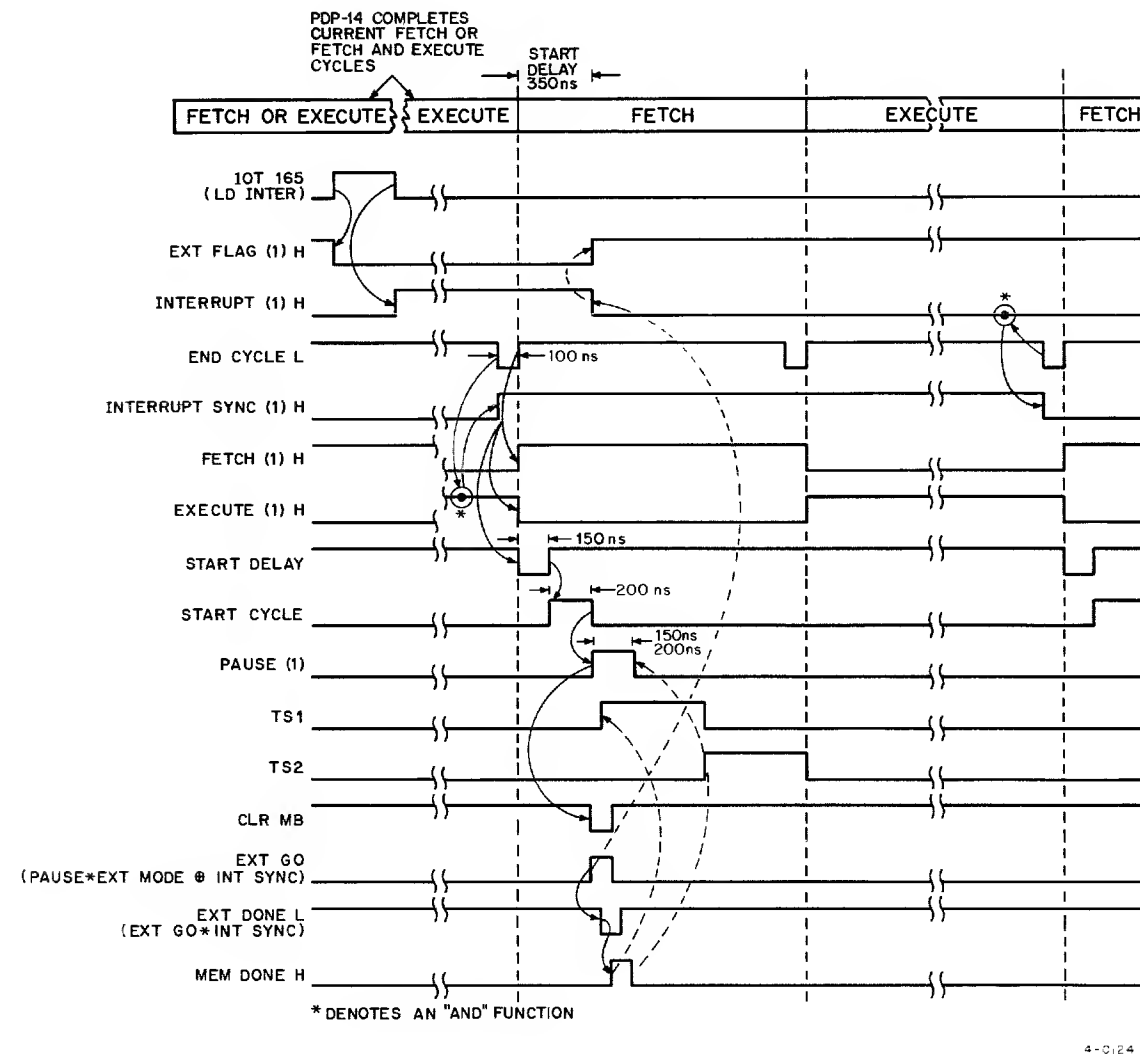 PDP-14 COMPLETES
CURRENT FETCH OR
FETCH AND EXECUTE
CYCLES
START
DELAY
350ns
FETCH OR EXECUTE
EXECUTE
FETCH
EXECUTE
FETCH
IOT 165
(LD INTER)
EXT FLAG (1) H
INTERRUPT (1) H
*
END CYCLE L
100 ns
INTERRUPT SYNC (1) H
FETCH (1) H
EXECUTE (1) H
*
150 ns
START DELAY
200 ns
START CYCLE
150ns
200ns
PAUSE (1)
TS1
TS2
CLR MB
EXT GO
(PAUSE*EXT MODE ⊕ INT SYNC)
EXT DONE L
(EXT GO*INT SYNC)
MEM DONE H
* DENOTES AN "AND" FUNCTION
4-0124